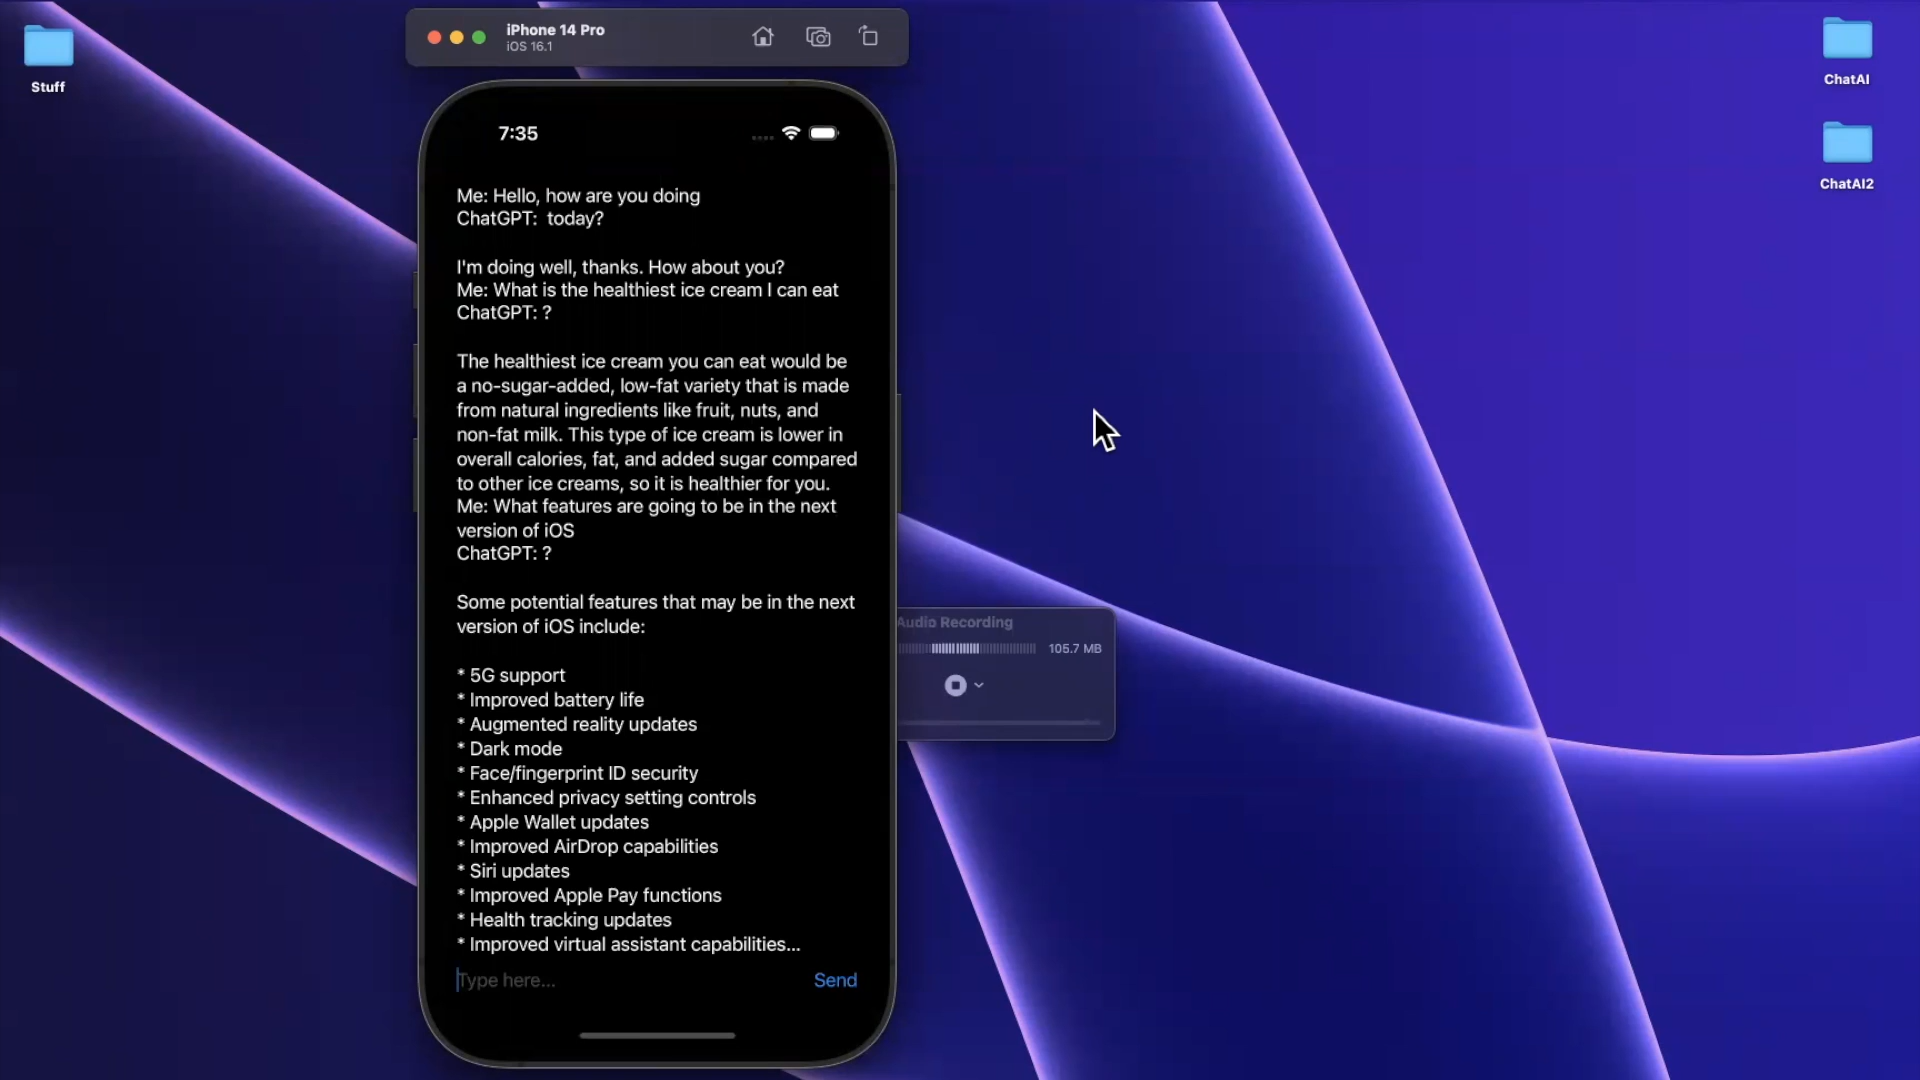 Stuff
iPhone 14 Pro
iOS 16.1
ChatAI
ChatAI2
7:35
Me: Hello, how are you doing
ChatGPT:  today?
I'm doing well, thanks. How about you?
Me: What is the healthiest ice cream I can eat
ChatGPT: ?
The healthiest ice cream you can eat would be
a no-sugar-added, low-fat variety that is made
from natural ingredients like fruit, nuts, and
non-fat milk. This type of ice cream is lower in
overall calories, fat, and added sugar compared
to other ice creams, so it is healthier for you.
Me: What features are going to be in the next
version of iOS
ChatGPT: ?
Some potential features that may be in the next
version of iOS include:
* 5G support
* Improved battery life
* Augmented reality updates
* Dark mode
* Face/fingerprint ID security
* Enhanced privacy setting controls
* Apple Wallet updates
* Improved AirDrop capabilities
* Siri updates
* Improved Apple Pay functions
* Health tracking updates
* Improved virtual assistant capabilities...
Type here...
Send
Audio Recording
105.7 MB